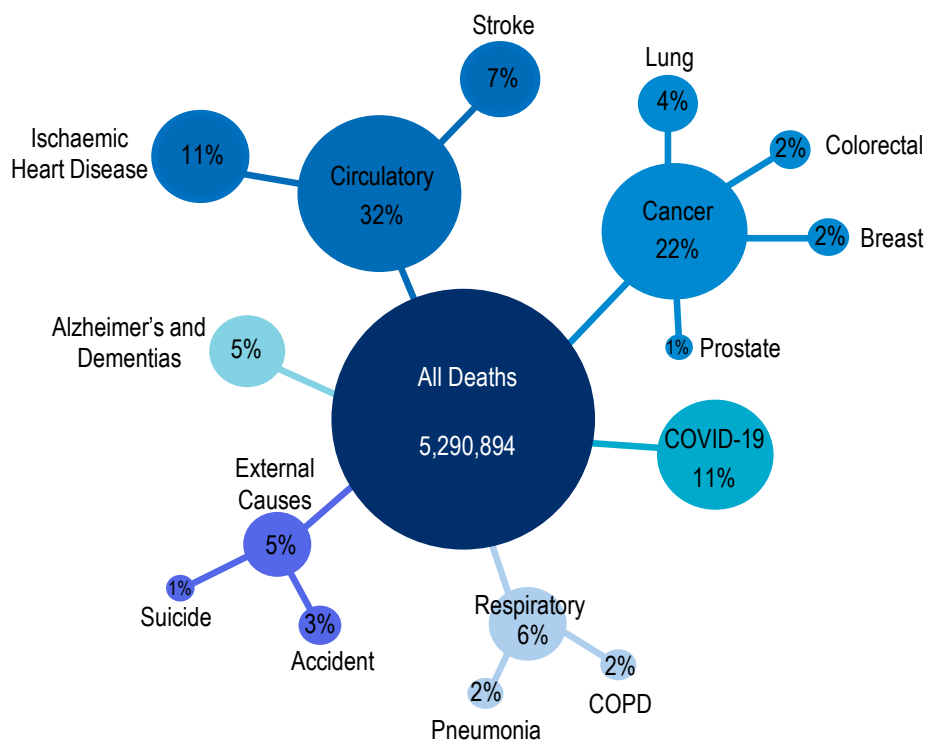 Stroke
7%
Ischaemic
Heart Disease
11%
Circulatory
32%
Lung
4%
2%
Colorectal
Cancer
22%
2%
Breast
1%
Prostate
Alzheimer's and
Dementias
5%
All Deaths
5,290,894
COVID-19
11%
External
Causes
5%
1%
Suicide
3%
Accident
Respiratory
6%
2%
Pneumonia
2%
COPD